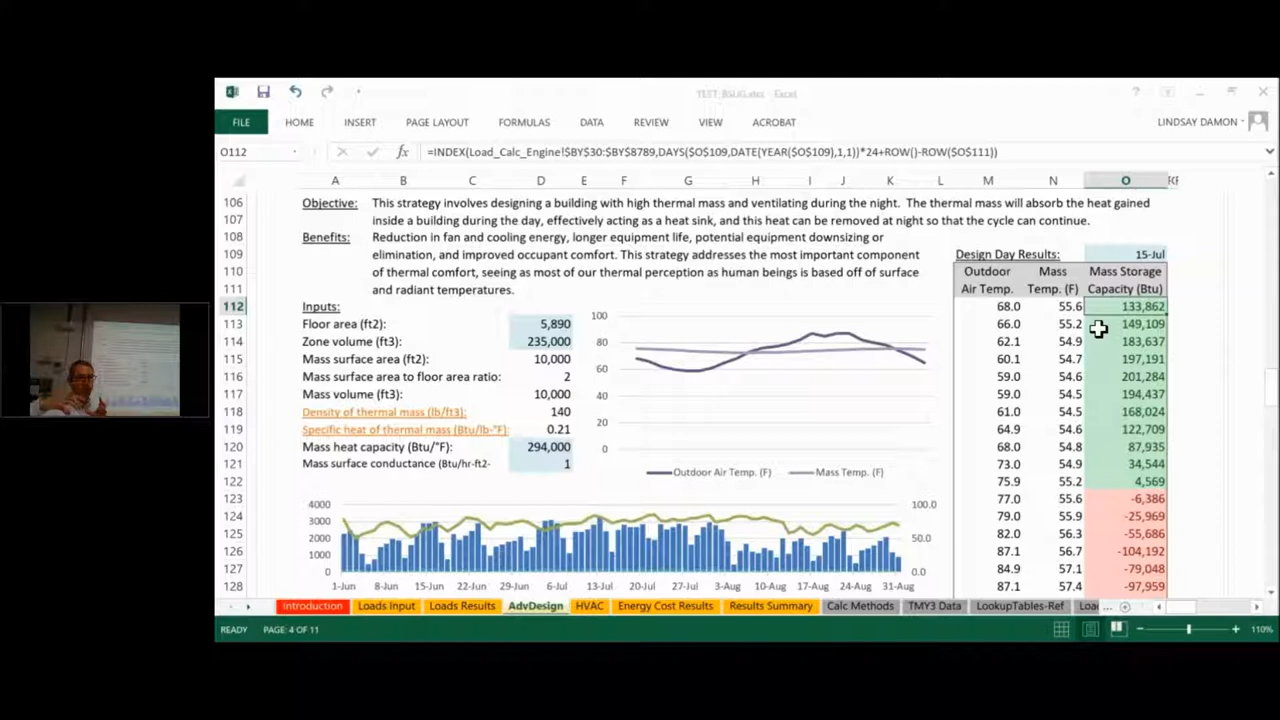 TEST_BSUG.xlsx - Excel
FILE HOME INSERT PAGE LAYOUT FORMULAS DATA REVIEW VIEW ACROBAT LINDSAY DAMON
O112 fx =INDEX(Load_Calc_Engine!$BY$30:$BY$8789,DAYS($O$109,DATE(YEAR($O$109),1,1))*24+ROW()-ROW($O$111))
A B C D E F G H I J K L M N O
106 Objective: This strategy involves designing a building with high thermal mass and ventilating during the night. The thermal mass will absorb the heat gained
107 inside a building during the day, effectively acting as a heat sink, and this heat can be removed at night so that the cycle can continue.
108 Benefits: Reduction in fan and cooling energy, longer equipment life, potential equipment downsizing or
109 elimination, and improved occupant comfort. This strategy addresses the most important component Design Day Results: 15-Jul
110 of thermal comfort, seeing as most of our thermal perception as human beings is based off of surface Outdoor Mass Mass Storage
111 and radiant temperatures. Air Temp. Temp. (F) Capacity (Btu)
112 Inputs: 68.0 55.6 133,862
113 Floor area (ft2): 5,890 66.0 55.2 149,109
114 Zone volume (ft3): 235,000 62.1 54.9 183,637
115 Mass surface area (ft2): 10,000 60.1 54.7 197,191
116 Mass surface area to floor area ratio: 2 59.0 54.6 201,284
117 Mass volume (ft3): 10,000 59.0 54.5 194,437
118 Density of thermal mass (lb/ft3): 140 61.0 54.5 168,024
119 Specific heat of thermal mass (Btu/lb-°F): 0.21 64.9 54.6 122,709
120 Mass heat capacity (Btu/°F): 294,000 68.0 54.8 87,935
121 Mass surface conductance (Btu/hr-ft2- 1 73.0 54.9 34,544
122 75.9 55.2 4,569
123 77.0 55.6 -6,386
124 79.0 55.9 -25,969
125 82.0 56.3 -55,686
126 87.1 56.7 -104,192
127 84.9 57.1 -79,048
128 87.1 57.4 -97,959
100
80
60
40
20
0
Outdoor Air Temp. (F) Mass Temp. (F)
4000 100.0
3000
2000 50.0
1000
0 0.0
1-Jun 8-Jun 15-Jun 22-Jun 29-Jun 6-Jul 13-Jul 20-Jul 27-Jul 3-Aug 10-Aug 17-Aug 24-Aug 31-Aug
Introduction Loads Input Loads Results AdvDesign HVAC Energy Cost Results Results Summary Calc Methods TMY3 Data LookupTables-Ref Loa ...
READY PAGE: 4 OF 11 110%